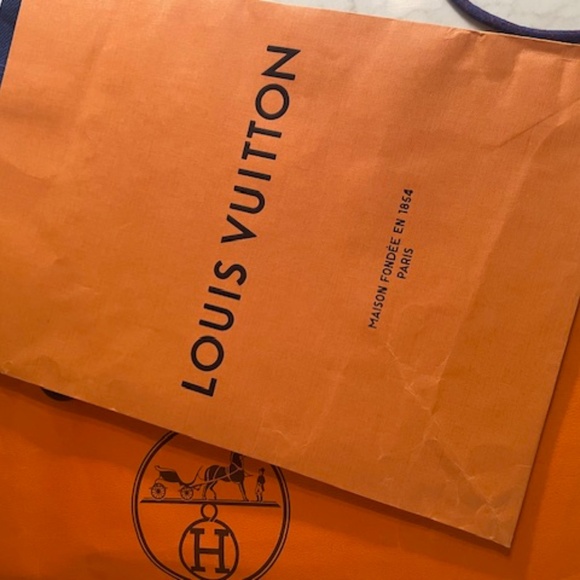 LOUIS VUITTON
MAISON FONDÉE EN 1854
PARIS
H